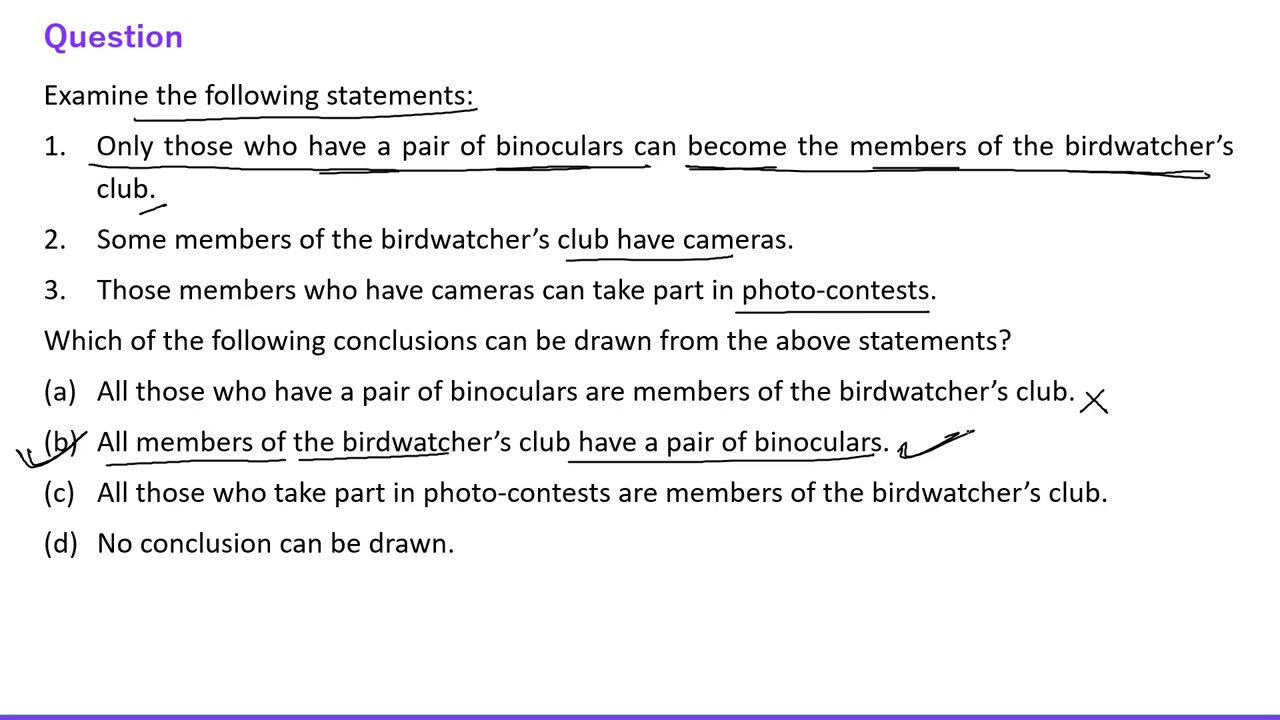 Question
Examine the following statements:
1. Only those who have a pair of binoculars can become the members of the birdwatcher’s
club.
2. Some members of the birdwatcher’s club have cameras.
3. Those members who have cameras can take part in photo-contests.
Which of the following conclusions can be drawn from the above statements?
(a) All those who have a pair of binoculars are members of the birdwatcher’s club.
(b) All members of the birdwatcher’s club have a pair of binoculars.
(c) All those who take part in photo-contests are members of the birdwatcher’s club.
(d) No conclusion can be drawn.